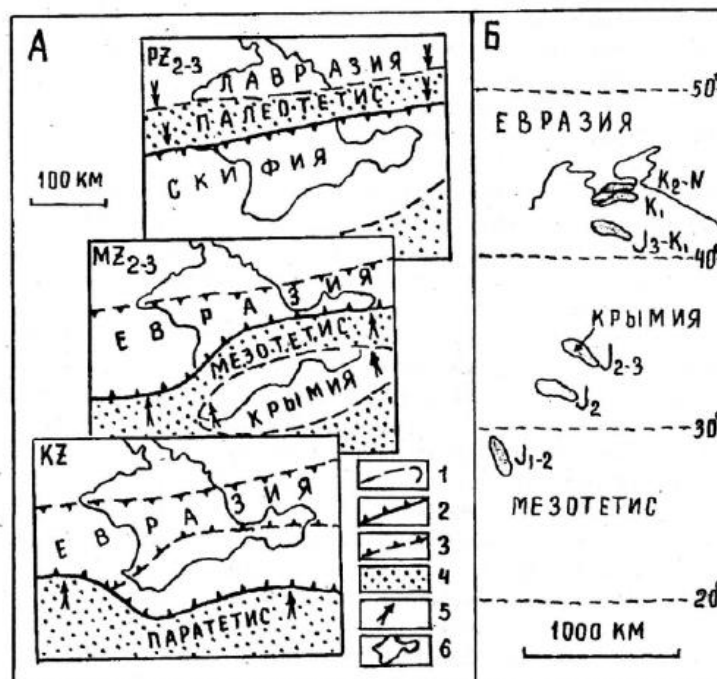 А
PZ2-3
ЛАВРАЗИЯ
ПАЛЕОТЕТИС
СКИФИЯ
100 КМ
MZ2-3
ЕВРАЗИЯ
МЕЗОТЕТИС
КРЫМИЯ
KZ
ЕВРАЗИЯ
ПАРАТЕТИС
1
2
3
4
5
6
Б
50°
ЕВРАЗИЯ
K2-N
K1
J3-K1
40°
КРЫМИЯ
J2-3
J2
30°
J1-2
МЕЗОТЕТИС
20°
1000 КМ